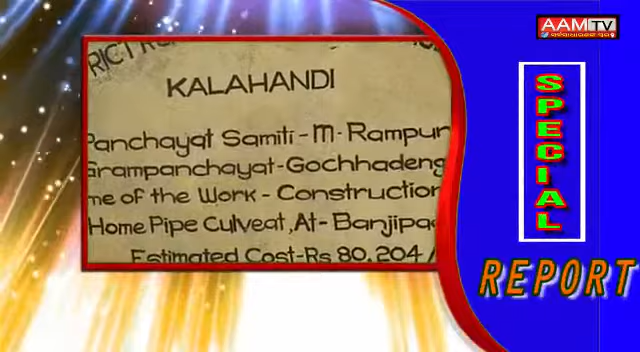 AAMTV
KALAHANDI
Panchayat Samiti - M. Rampur
Grampanchayat - Gochhadeng
me of the Work - Construction
Home Pipe Culveat, At - Banjipa
Estimated Cost - Rs 80,204/
SPECIAL
REPORT